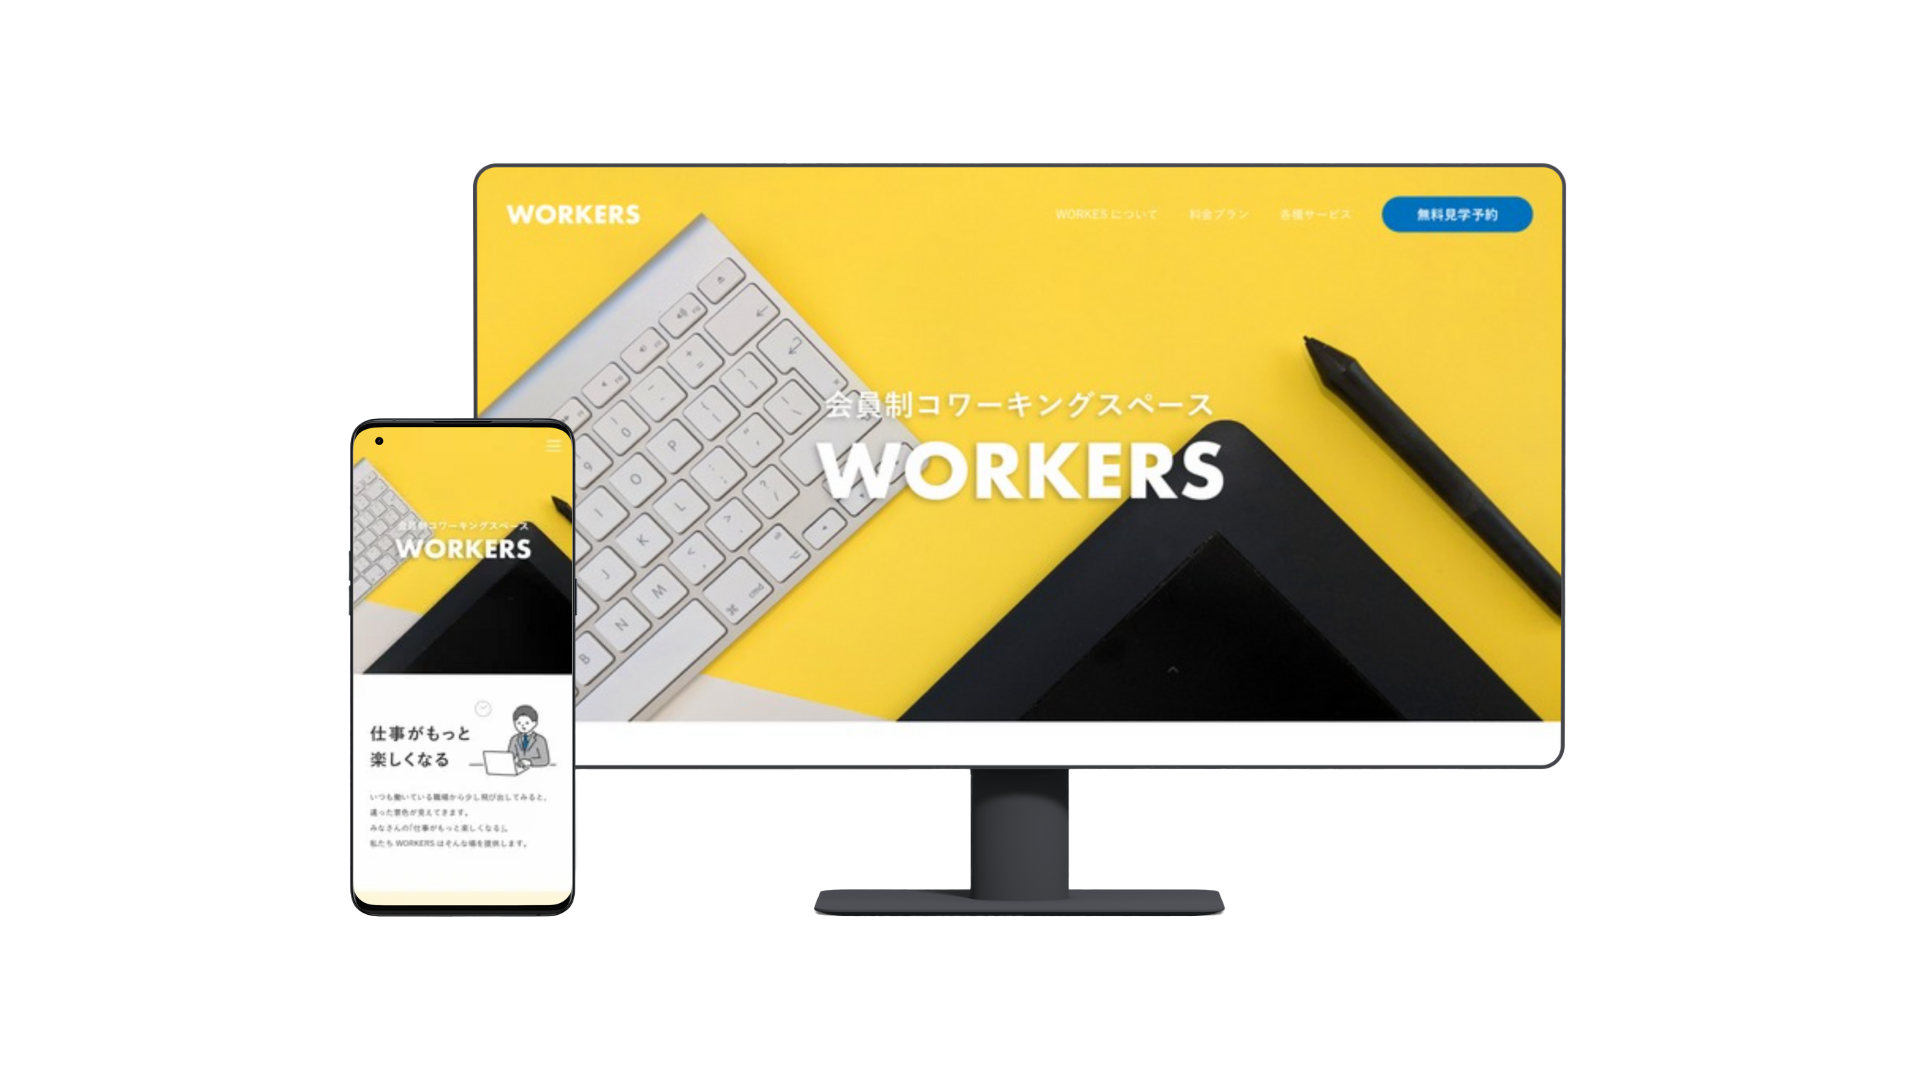 WORKERS
WORKES について
料金プラン
各種サービス
無料見学予約
会員制コワーキングスペース
WORKERS
会員制コワーキングスペース
WORKERS
仕事がもっと
楽しくなる
いつも働いている職場から少し飛び出してみると、
違った景色が見えてきます。
みなさんの「仕事がもっと楽しくなる」。
私たち WORKERS はそんな場を提供します。